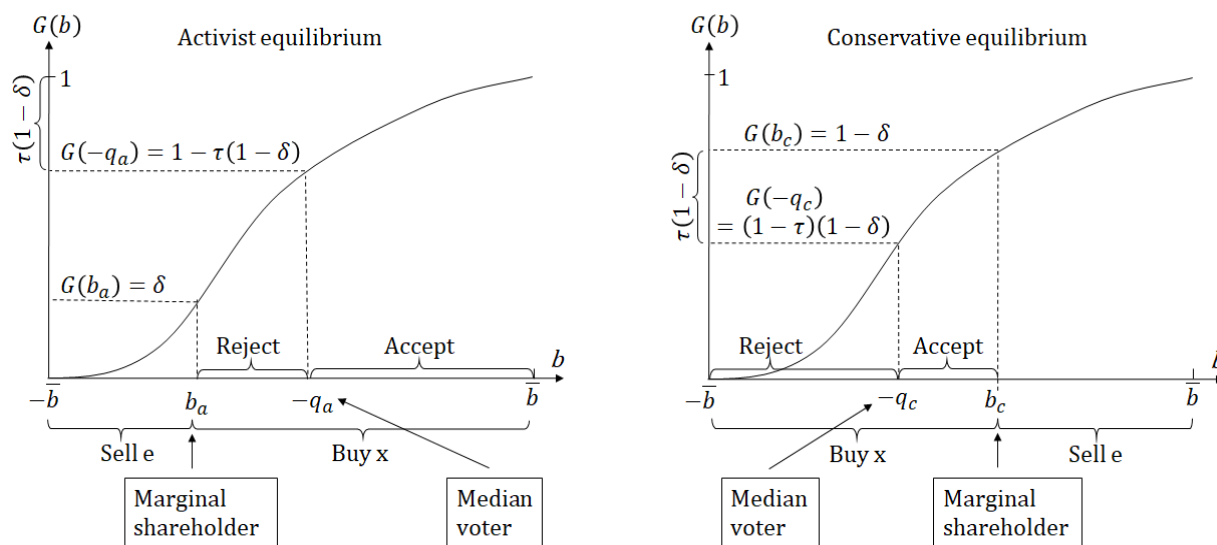 G(b)
Activist equilibrium
1
τ(1 − δ)
G(−q_a) = 1 − τ(1 − δ)
G(b_a) = δ
Reject
Accept
b
−b̅
b_a
−q_a
b̅
Sell e
Buy x
Marginal
shareholder
Median
voter
G(b)
Conservative equilibrium
1
G(b_c) = 1 − δ
τ(1 − δ)
G(−q_c)
= (1 − τ)(1 − δ)
Reject
Accept
b
−b̅
−q_c
b_c
b̅
Buy x
Sell e
Median
voter
Marginal
shareholder